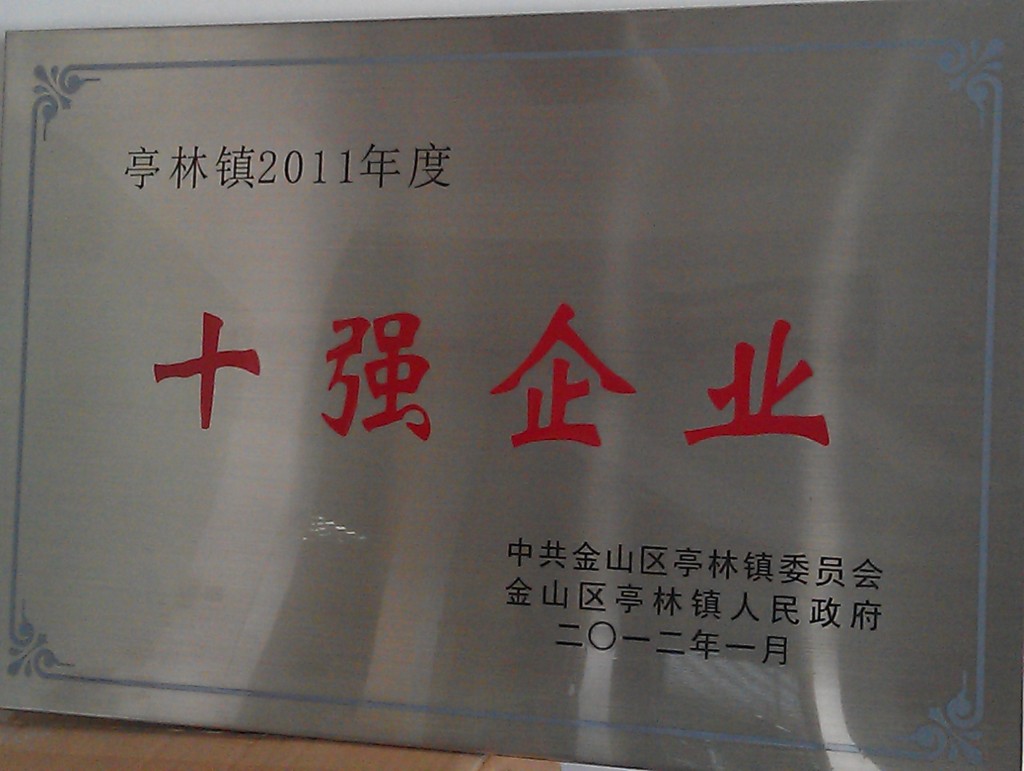 亭林镇2011年度
十强企业
中共金山区亭林镇委员会
金山区亭林镇人民政府
二〇一二年一月